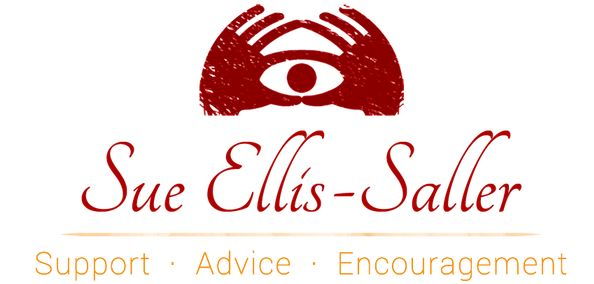 Sue Ellis-Saller
Support · Advice · Encouragement